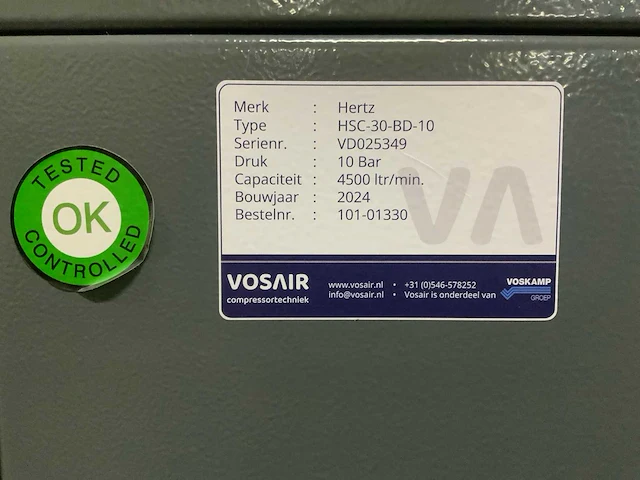 TESTED
OK
CONTROLLED
Merk : Hertz
Type : HSC-30-BD-10
Serienr. : VD025349
Druk : 10 Bar
Capaciteit : 4500 ltr/min.
Bouwjaar : 2024
Bestelnr. : 101-01330
VA
VOSAIR
compressortechniek
www.vosair.nl • +31 (0)546-578252
info@vosair.nl • Vosair is onderdeel van
VOSKAMP
GROEP